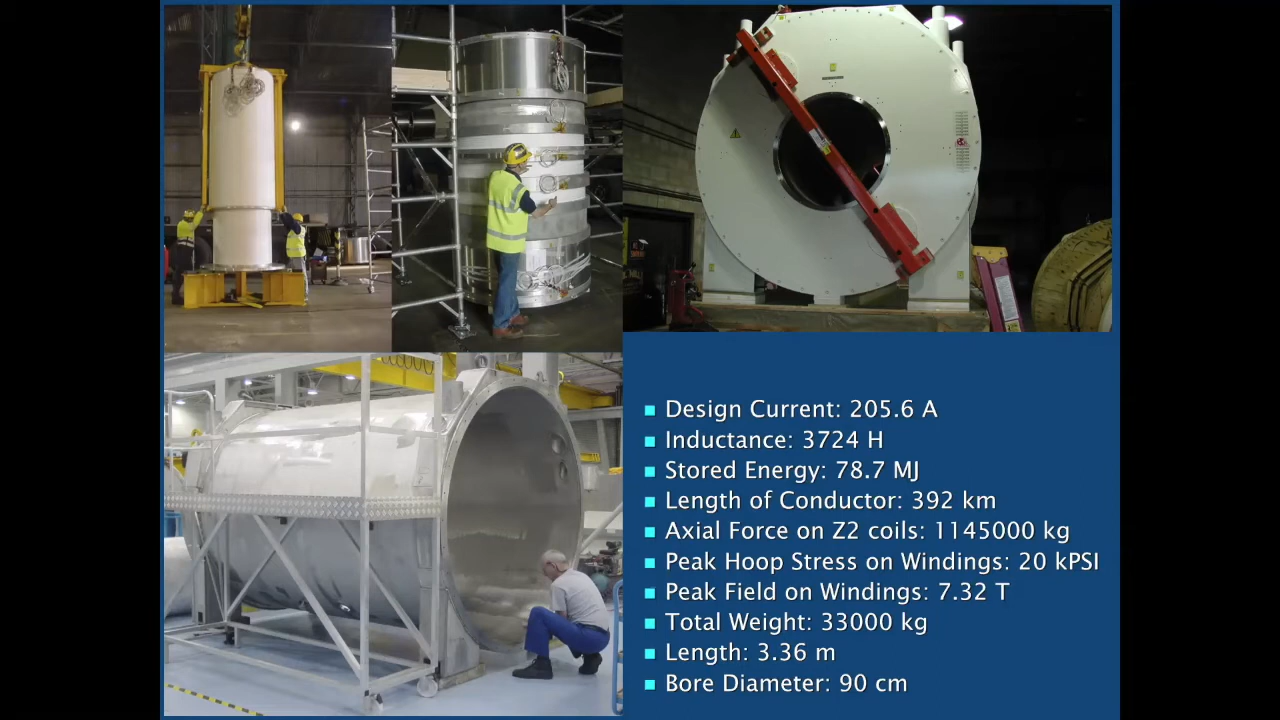 Design Current: 205.6 A
Inductance: 3724 H
Stored Energy: 78.7 MJ
Length of Conductor: 392 km
Axial Force on Z2 coils: 1145000 kg
Peak Hoop Stress on Windings: 20 kPSI
Peak Field on Windings: 7.32 T
Total Weight: 33000 kg
Length: 3.36 m
Bore Diameter: 90 cm